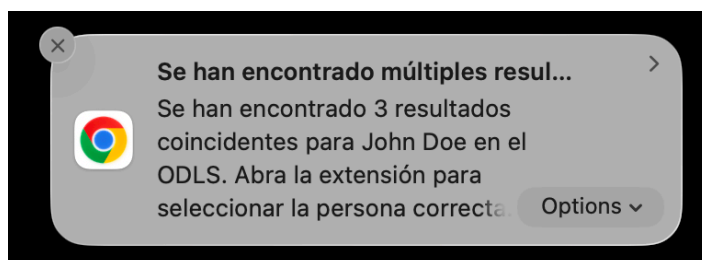 Se han encontrado múltiples resul...
Se han encontrado 3 resultados
coincidentes para John Doe en el
ODLS. Abra la extensión para
seleccionar la persona correcta.
Options